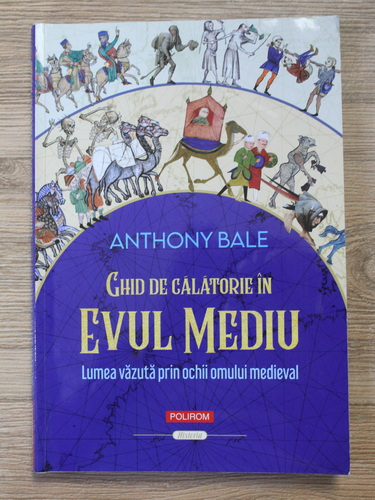 ANTHONY BALE
GHID DE CĂLĂTORIE ÎN
EVUL MEDIU
Lumea văzută prin ochii omului medieval
POLIROM
Historia